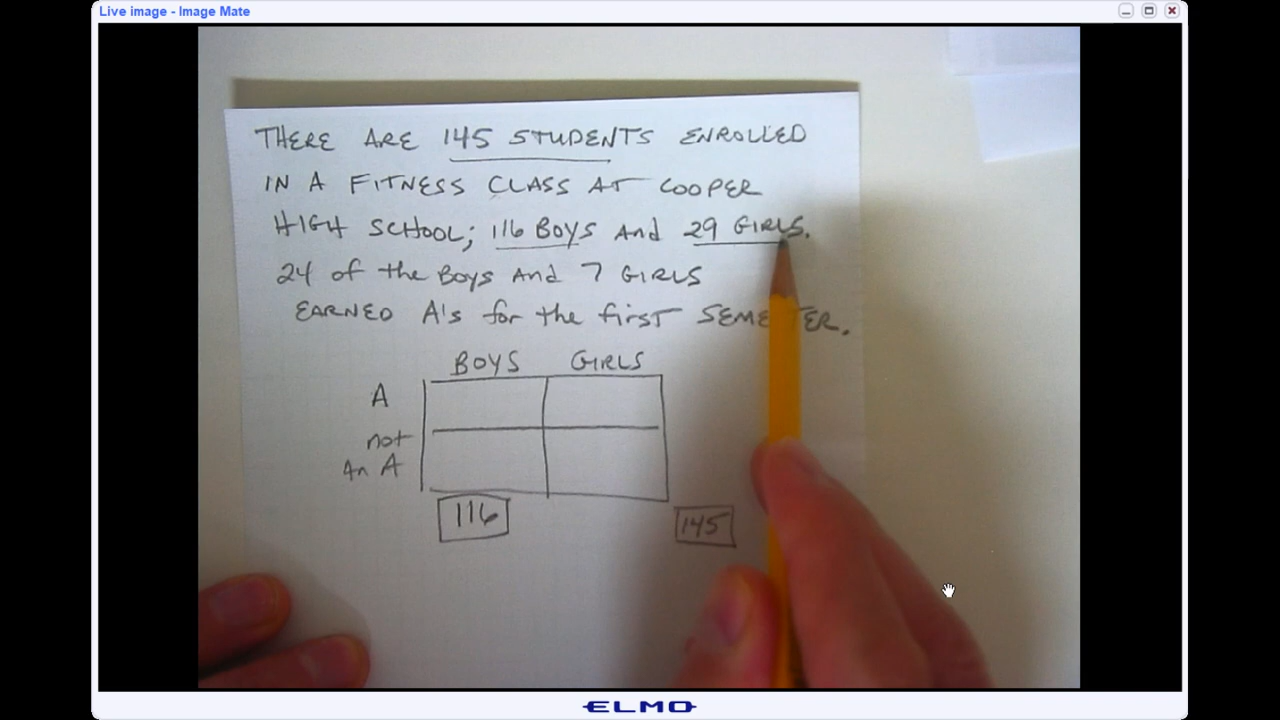 Live image - Image Mate
THERE ARE 145 STUDENTS ENROLLED
IN A FITNESS CLASS AT COOPER
HIGH SCHOOL; 116 BOYS AND 29 GIRLS.
24 of the BOYS AND 7 GIRLS
EARNED A's for the first SEMESTER.
BOYS GIRLS
A
not
An A
116 145
ELMO